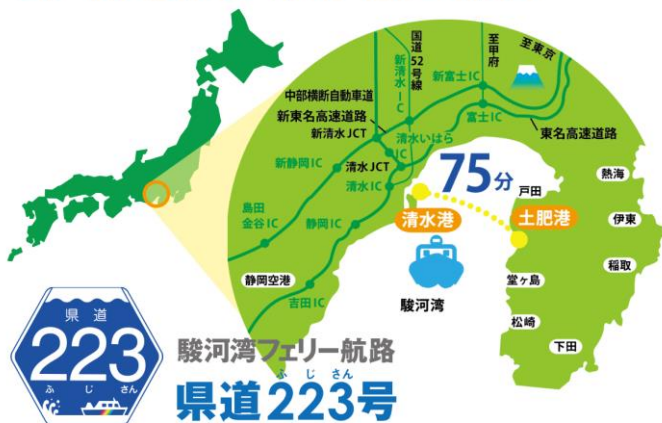 至東京
至甲府
国道52号線
新清水IC
新富士IC
中部横断自動車道
新東名高速道路
富士IC
東名高速道路
新清水JCT
清水いはらIC
新静岡IC
清水JCT
75分
熱海
清水IC
戸田
島田金谷IC
静岡IC
清水港
土肥港
伊東
静岡空港
堂ヶ島
稲取
吉田IC
駿河湾
松崎
下田
県道
223
ふじさん
駿河湾フェリー航路
ふじさん
県道223号